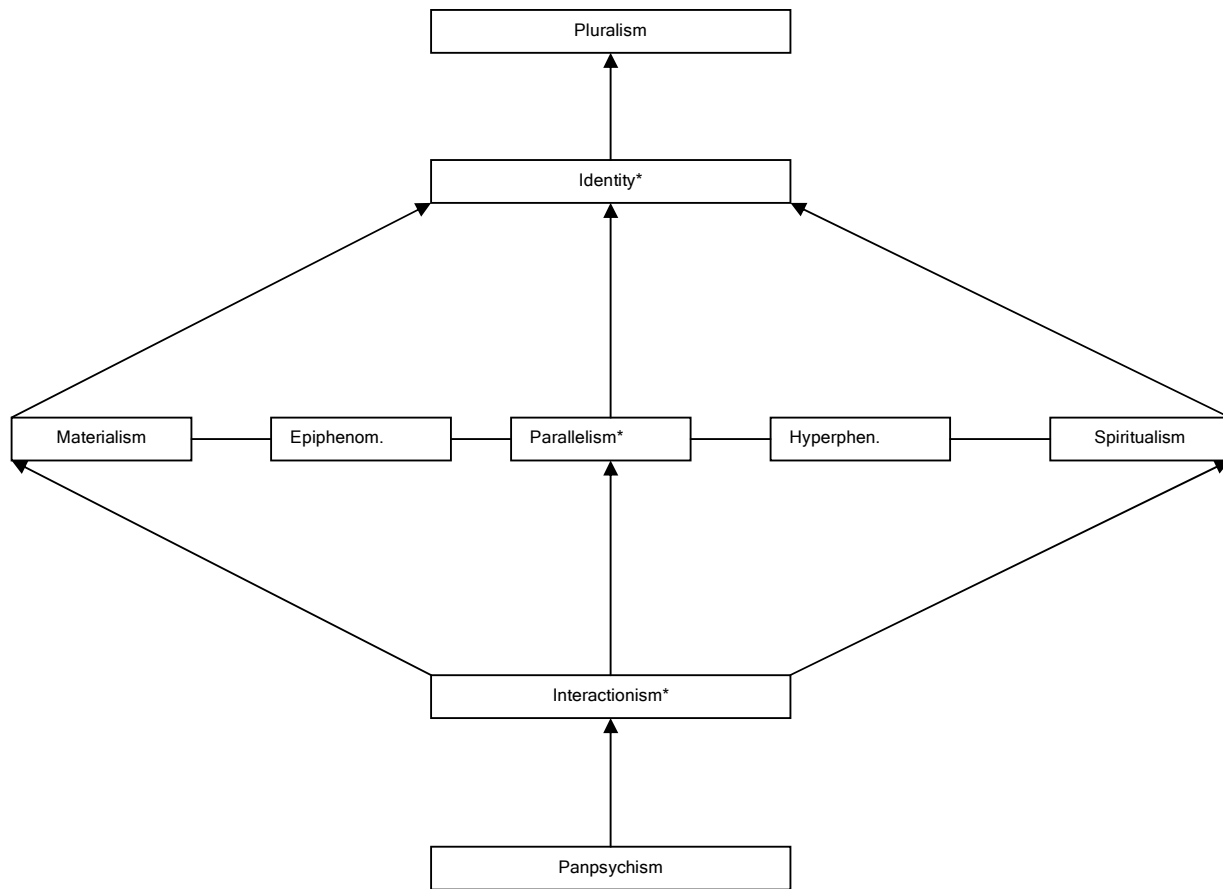 Pluralism
Identity*
Materialism
Epiphenom.
Parallelism*
Hyperphen.
Spiritualism
Interactionism*
Panpsychism